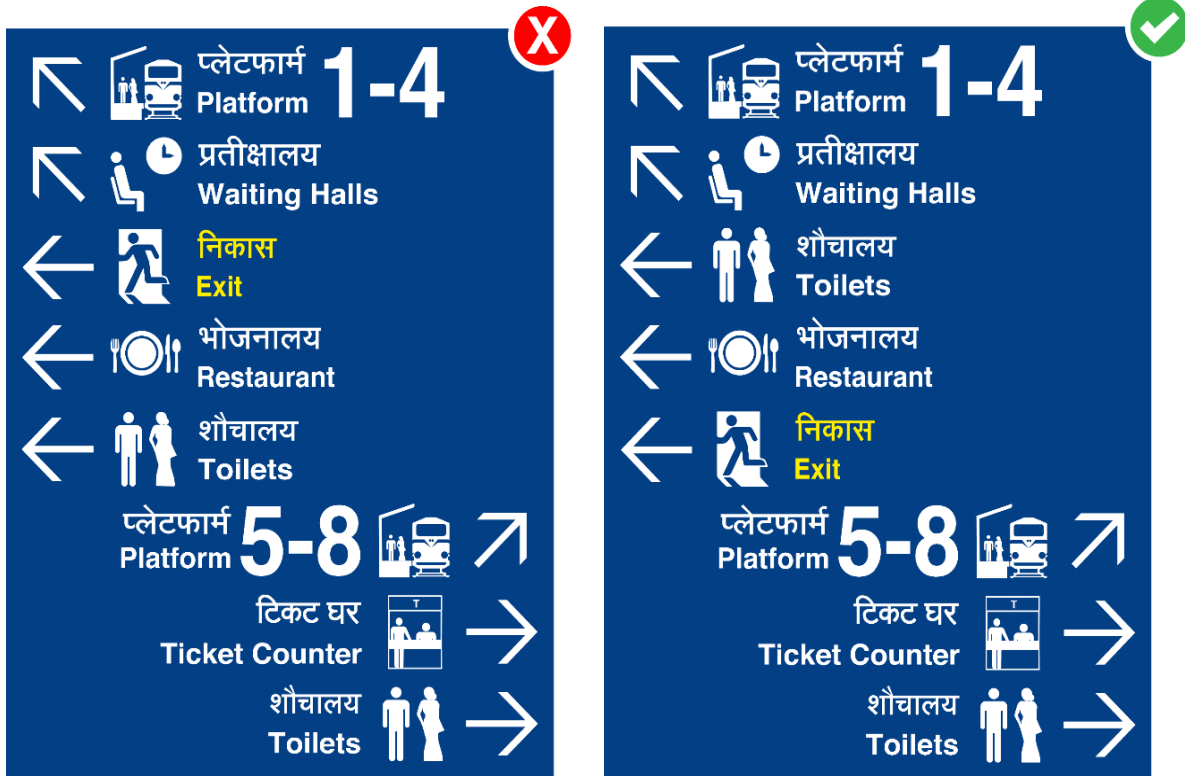 X
प्लेटफार्म
Platform
1-4
प्रतीक्षालय
Waiting Halls
निकास
Exit
भोजनालय
Restaurant
शौचालय
Toilets
प्लेटफार्म
Platform
5-8
T
टिकट घर
Ticket Counter
शौचालय
Toilets
प्लेटफार्म
Platform
1-4
प्रतीक्षालय
Waiting Halls
शौचालय
Toilets
भोजनालय
Restaurant
निकास
Exit
प्लेटफार्म
Platform
5-8
T
टिकट घर
Ticket Counter
शौचालय
Toilets